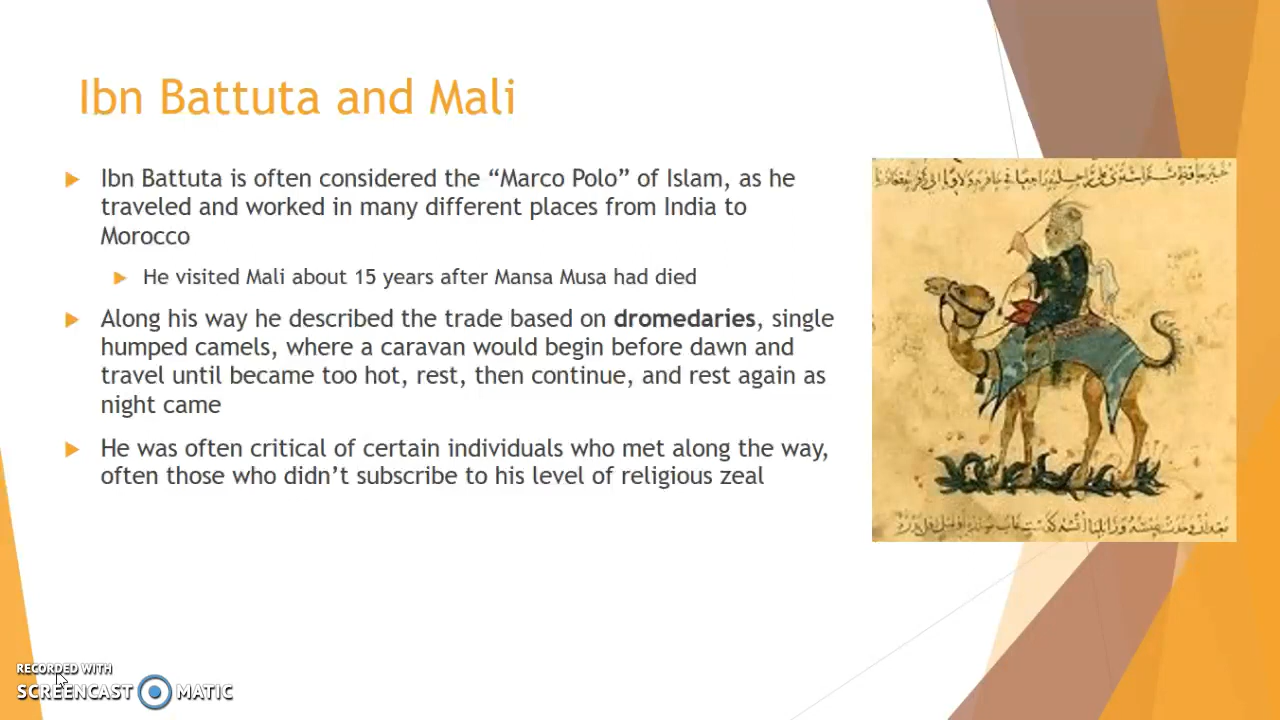 Ibn Battuta and Mali
Ibn Battuta is often considered the “Marco Polo” of Islam, as he
traveled and worked in many different places from India to
Morocco
He visited Mali about 15 years after Mansa Musa had died
Along his way he described the trade based on dromedaries, single
humped camels, where a caravan would begin before dawn and
travel until became too hot, rest, then continue, and rest again as
night came
He was often critical of certain individuals who met along the way,
often those who didn’t subscribe to his level of religious zeal
RECORDED WITH
SCREENCAST MATIC